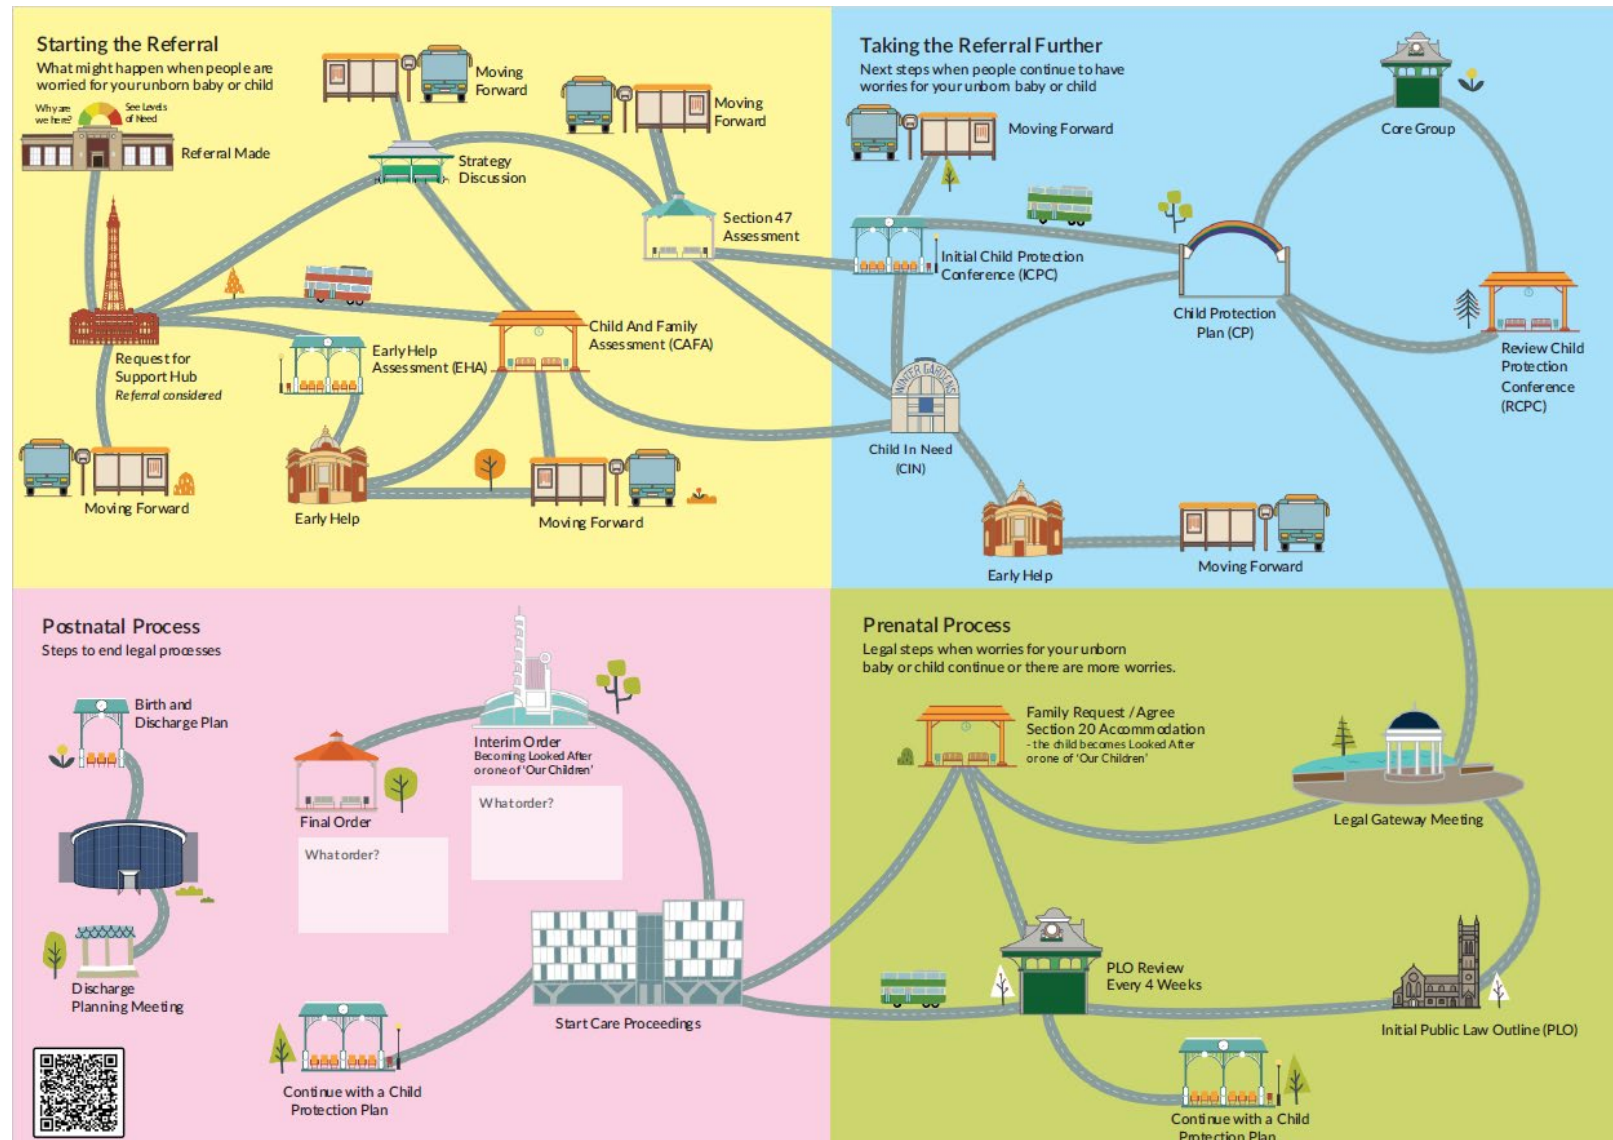 Starting the Referral
What might happen when people are
worried for your unborn baby or child
Why are
we here?
See Levels
of Need
Referral Made
Moving
Forward
Moving
Forward
Strategy
Discussion
Section 47
Assessment
Request for
Support Hub
Referral considered
Early Help
Assessment (EHA)
Child And Family
Assessment (CAFA)
Moving Forward
Early Help
Moving Forward
Taking the Referral Further
Next steps when people continue to have
worries for your unborn baby or child
Moving Forward
Core Group
Initial Child Protection
Conference (ICPC)
Child Protection
Plan (CP)
Review Child
Protection
Conference
(RCPC)
WINTER GARDENS
Child In Need
(CIN)
Early Help
Moving Forward
Postnatal Process
Steps to end legal processes
Birth and
Discharge Plan
Discharge
Planning Meeting
Interim Order
Becoming Looked After
or one of 'Our Children'
What order?
Final Order
What order?
Start Care Proceedings
Continue with a Child
Protection Plan
Prenatal Process
Legal steps when worries for your unborn
baby or child continue or there are more worries.
Family Request / Agree
Section 20 Accommodation
- the child becomes Looked After
or one of 'Our Children'
Legal Gateway Meeting
PLO Review
Every 4 Weeks
Initial Public Law Outline (PLO)
Continue with a Child
Protection Plan